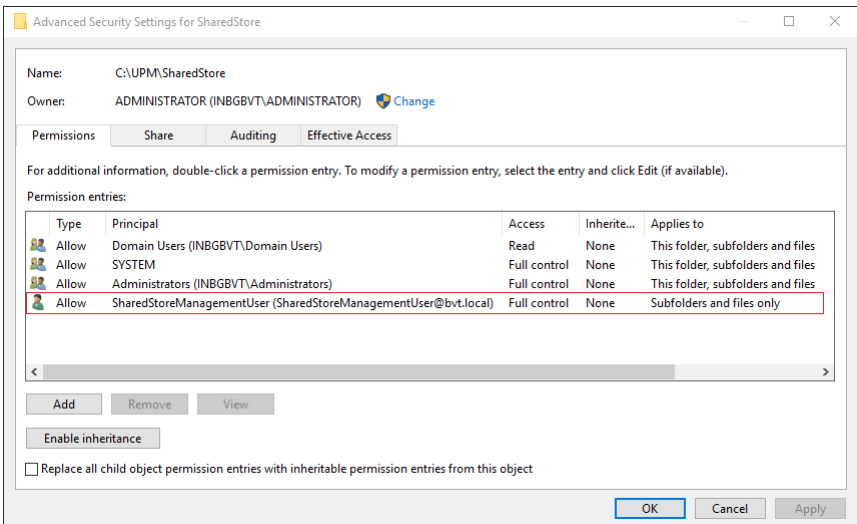 Advanced Security Settings for SharedStore
Name: C:\UPM\SharedStore
Owner: ADMINISTRATOR (INBGBVT\ADMINISTRATOR) Change
Permissions Share Auditing Effective Access
For additional information, double-click a permission entry. To modify a permission entry, select the entry and click Edit (if available).
Permission entries:
Type Principal Access Inherite... Applies to
Allow Domain Users (INBGBVT\Domain Users) Read None This folder, subfolders and files
Allow SYSTEM Full control None This folder, subfolders and files
Allow Administrators (INBGBVT\Administrators) Full control None This folder, subfolders and files
Allow SharedStoreManagementUser (SharedStoreManagementUser@bvt.local) Full control None Subfolders and files only
Add Remove View
Enable inheritance
Replace all child object permission entries with inheritable permission entries from this object
OK Cancel Apply